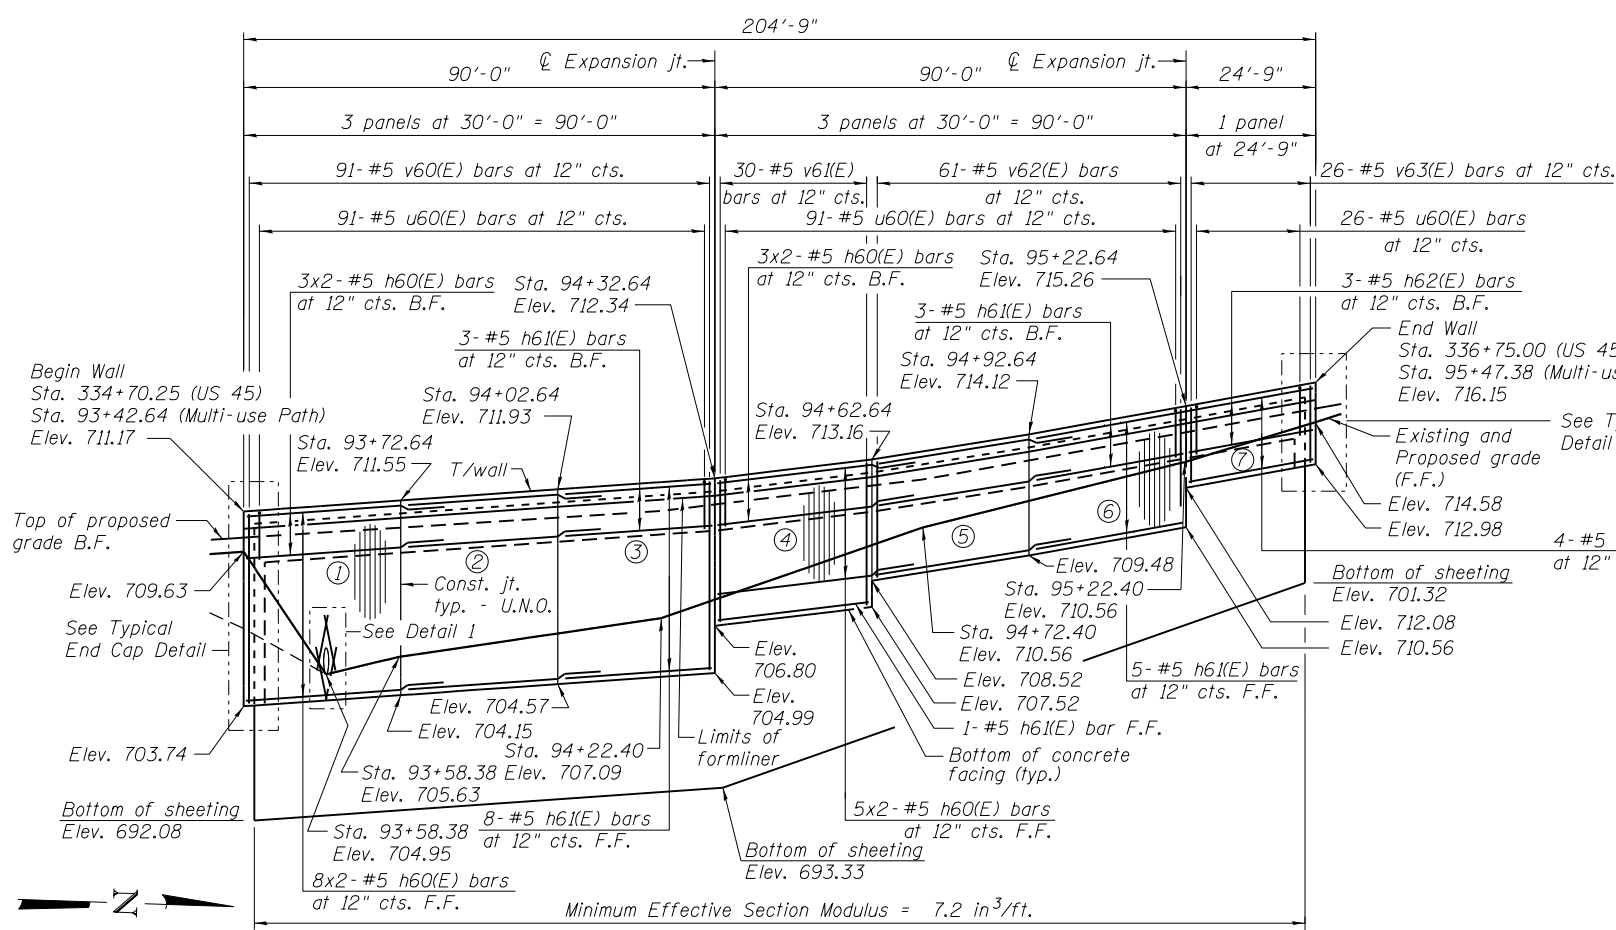 204'-9"
90'-0"
℄ Expansion jt.
90'-0"
℄ Expansion jt.
24'-9"
3 panels at 30'-0" = 90'-0"
3 panels at 30'-0" = 90'-0"
1 panel
at 24'-9"
91-#5 v60(E) bars at 12" cts.
30-#5 v61(E)
bars at 12" cts.
61-#5 v62(E) bars
at 12" cts.
26-#5 v63(E) bars at 12" cts.
91-#5 u60(E) bars at 12" cts.
91-#5 u60(E) bars at 12" cts.
26-#5 u60(E) bars
at 12" cts.
3x2-#5 h60(E) bars
at 12" cts. B.F.
Sta. 94+32.64
Elev. 712.34
3x2-#5 h60(E) bars
at 12" cts. B.F.
Sta. 95+22.64
Elev. 715.26
3-#5 h62(E) bars
at 12" cts. B.F.
3-#5 h61(E) bars
at 12" cts. B.F.
3-#5 h61(E) bars
at 12" cts. B.F.
End Wall
Sta. 336+75.00 (US 45
Sta. 95+47.38 (Multi-us
Elev. 716.15
Begin Wall
Sta. 334+70.25 (US 45)
Sta. 93+42.64 (Multi-use Path)
Elev. 711.17
Sta. 94+02.64
Elev. 711.93
Sta. 94+92.64
Elev. 714.12
Sta. 93+72.64
Elev. 711.55
T/wall
Sta. 94+62.64
Elev. 713.16
Existing and
Proposed grade
(F.F.)
See T
Detail
Top of proposed
grade B.F.
Elev. 714.58
Elev. 712.98
1
2
3
4
5
6
7
Elev. 709.63
Const. jt.
typ. - U.N.O.
Elev. 709.48
4-#5
at 12"
Sta. 95+22.40
Elev. 710.56
Bottom of sheeting
Elev. 701.32
See Typical
End Cap Detail
See Detail 1
Elev. 712.08
Elev. 710.56
Sta. 94+72.40
Elev. 710.56
Elev.
706.80
Elev. 708.52
Elev. 707.52
5-#5 h61(E) bars
at 12" cts. F.F.
Elev.
704.99
Elev. 704.57
Elev. 704.15
1-#5 h61(E) bar F.F.
Limits of
formliner
Bottom of concrete
facing (typ.)
Elev. 703.74
Sta. 94+22.40
Elev. 707.09
Sta. 93+58.38
Elev. 705.63
Bottom of sheeting
Elev. 692.08
Sta. 93+58.38
Elev. 704.95
8-#5 h61(E) bars
at 12" cts. F.F.
5x2-#5 h60(E) bars
at 12" cts. F.F.
Bottom of sheeting
Elev. 693.33
8x2-#5 h60(E) bars
at 12" cts. F.F.
N
Minimum Effective Section Modulus = 7.2 in³/ft.